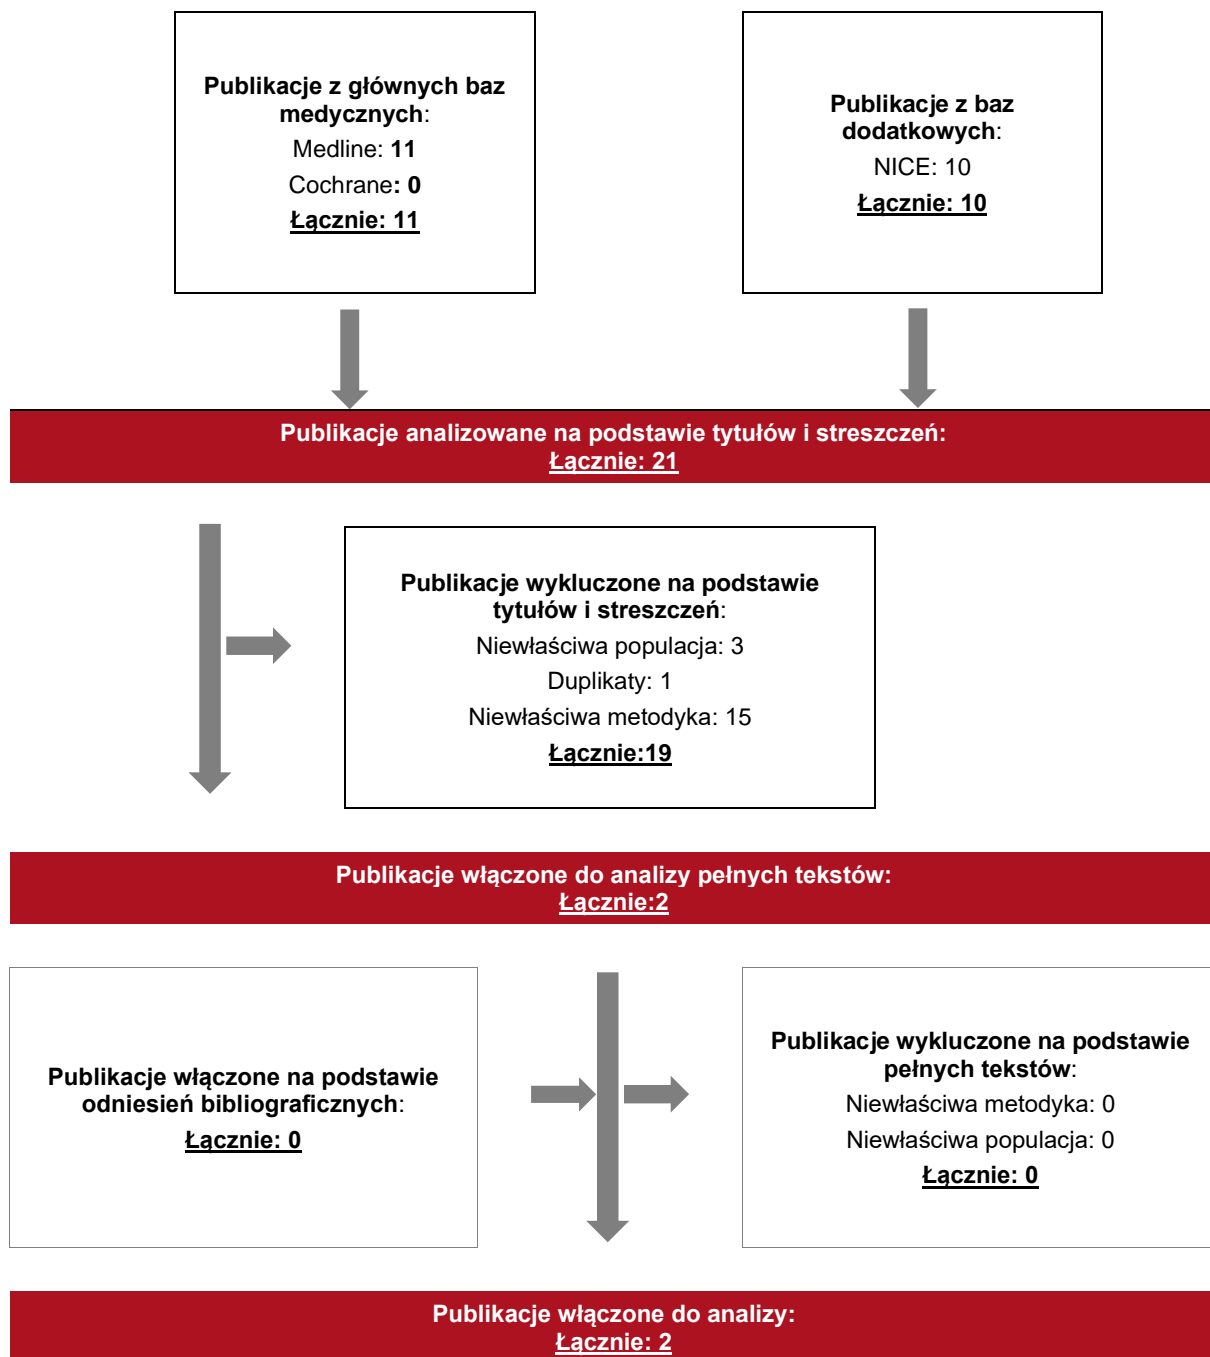 Publikacje z głównych baz
medycznych:
Medline: 11
Cochrane: 0
Łącznie: 11
Publikacje z baz
dodatkowych:
NICE: 10
Łącznie: 10
Publikacje analizowane na podstawie tytułów i streszczeń:
Łącznie: 21
Publikacje wykluczone na podstawie
tytułów i streszczeń:
Niewłaściwa populacja: 3
Duplikaty: 1
Niewłaściwa metodyka: 15
Łącznie:19
Publikacje włączone do analizy pełnych tekstów:
Łącznie:2
Publikacje włączone na podstawie
odniesień bibliograficznych:
Łącznie: 0
Publikacje wykluczone na podstawie
pełnych tekstów:
Niewłaściwa metodyka: 0
Niewłaściwa populacja: 0
Łącznie: 0
Publikacje włączone do analizy:
Łącznie: 2